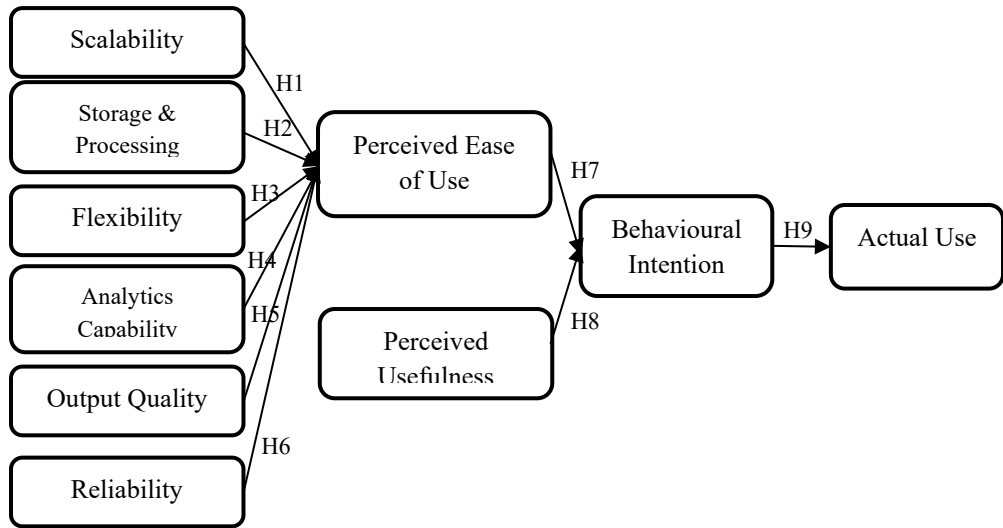 Scalability
H1
Storage &
Processing
H2
Perceived Ease
of Use
H7
H3
Flexibility
Behavioural
Intention
H9
Actual Use
H4
Analytics
Capability
H5
H8
Perceived
Usefulness
Output Quality
H6
Reliability